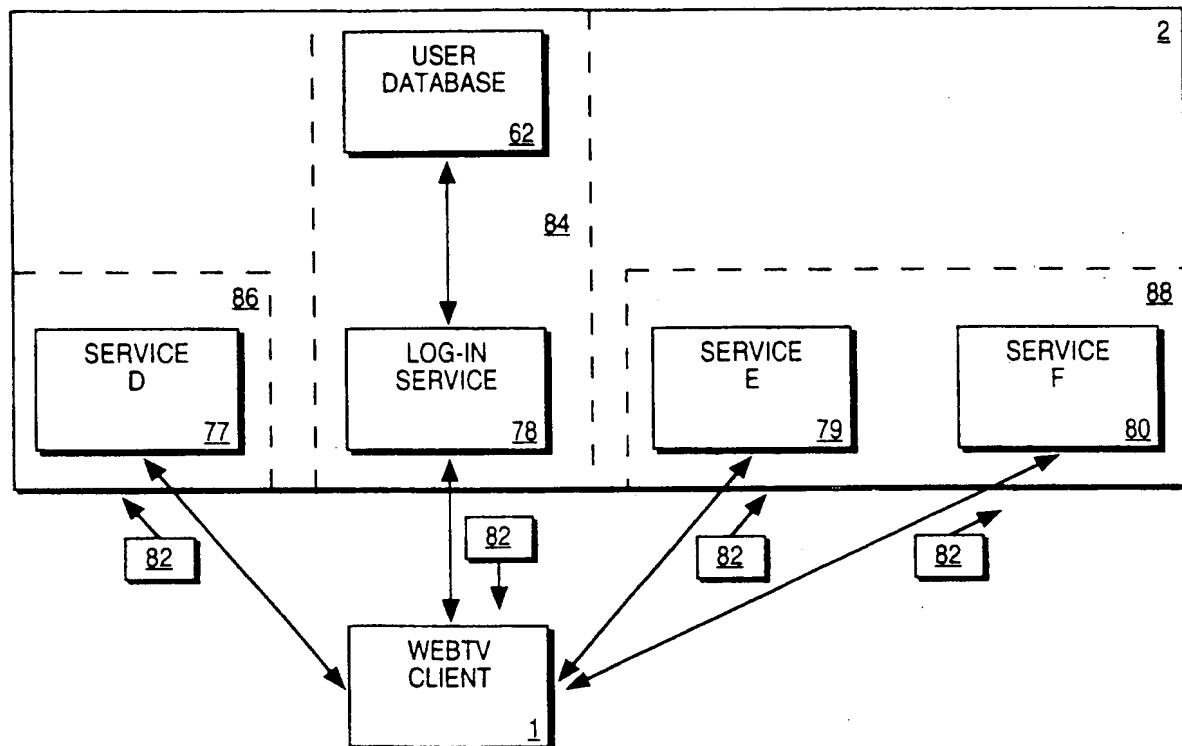 2
USER
DATABASE
62
84
86
88
SERVICE
D
77
LOG-IN
SERVICE
78
SERVICE
E
79
SERVICE
F
80
82
82
82
82
WEBTV
CLIENT
1